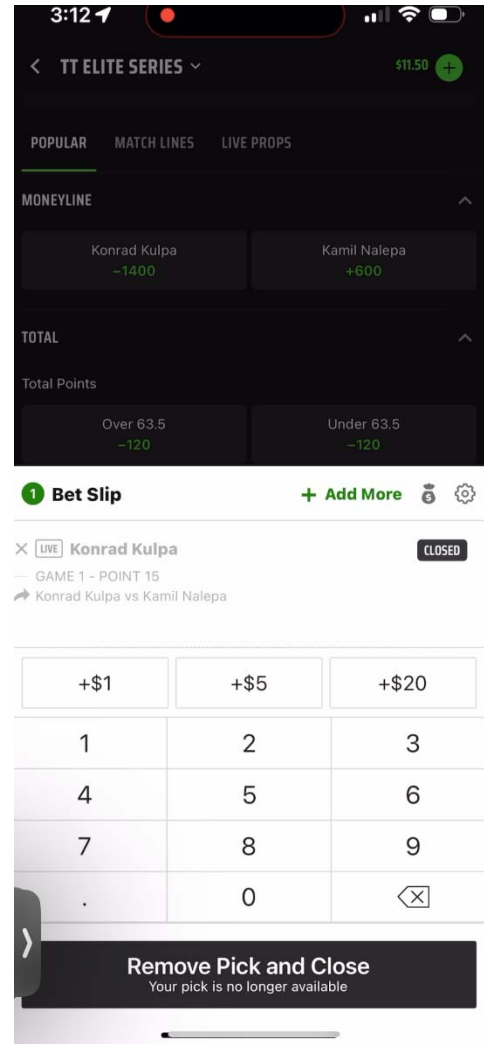 3:12
TT ELITE SERIES
$11.50
POPULAR MATCH LINES LIVE PROPS
MONEYLINE
Konrad Kulpa
−1400
Kamil Nalepa
+600
TOTAL
Total Points
Over 63.5
−120
Under 63.5
−120
1 Bet Slip
+ Add More
LIVE Konrad Kulpa
CLOSED
GAME 1 - POINT 15
Konrad Kulpa vs Kamil Nalepa
+$1 +$5 +$20
1 2 3
4 5 6
7 8 9
. 0
Remove Pick and Close
Your pick is no longer available